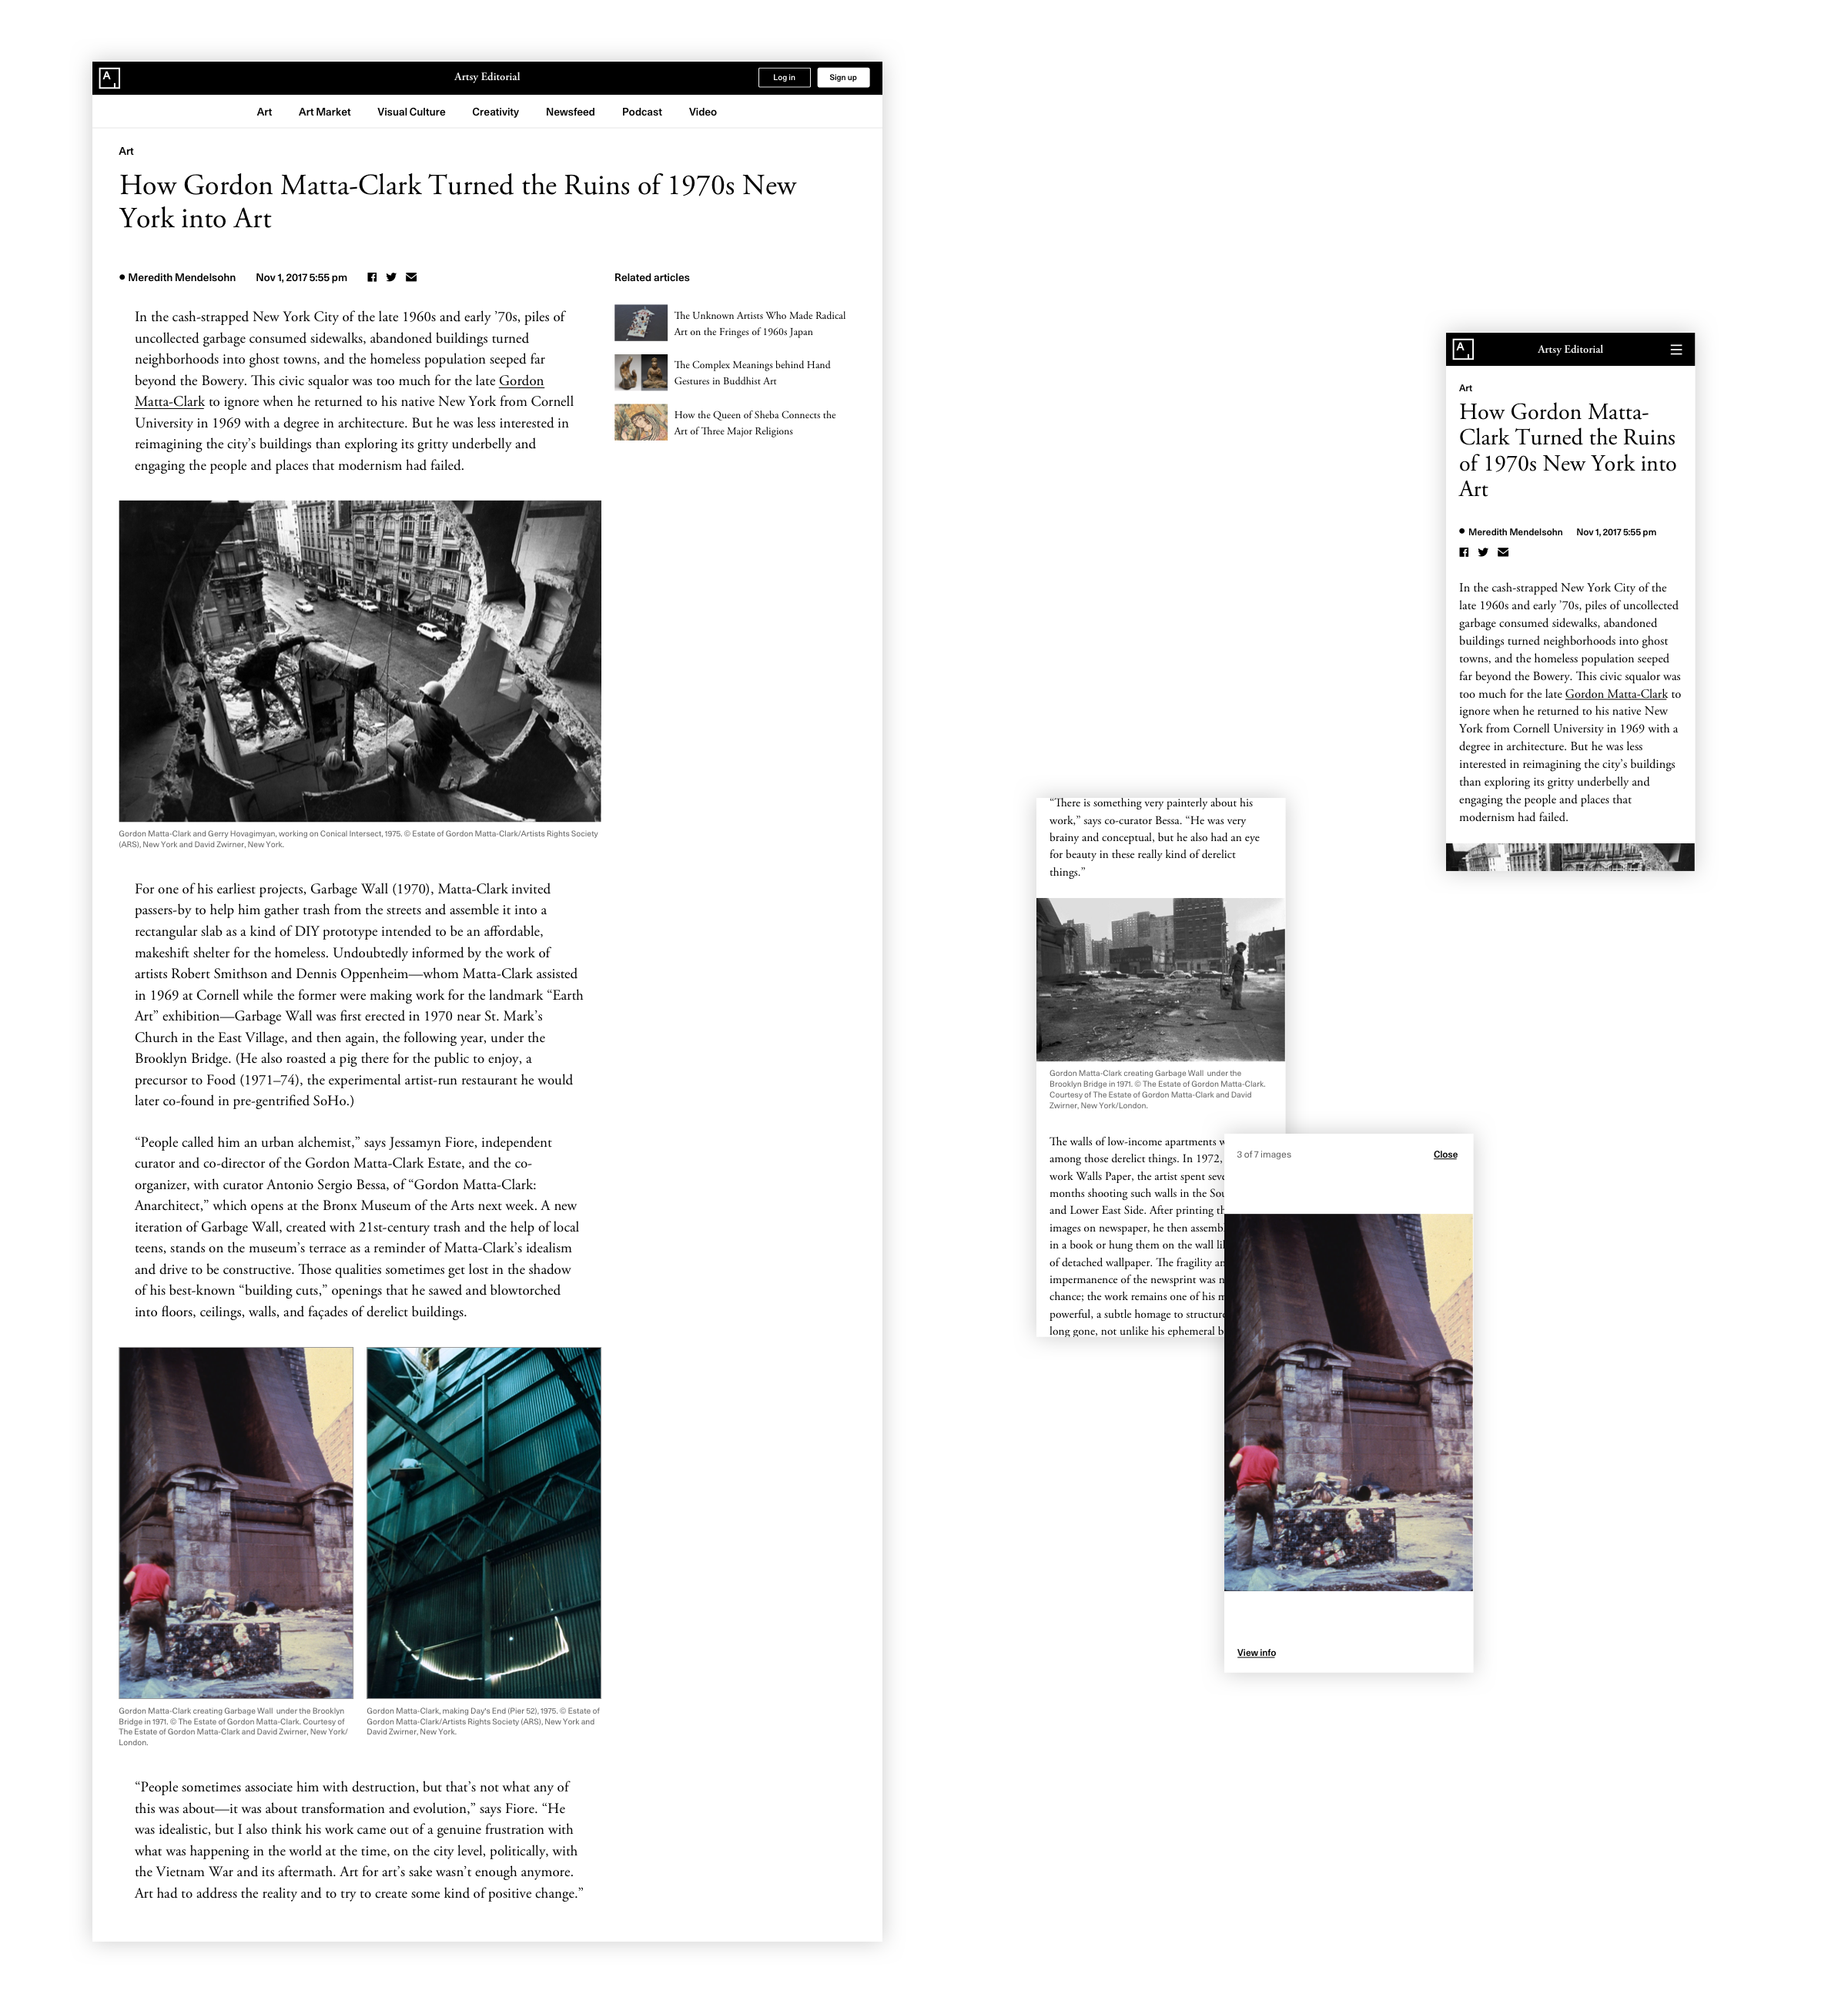 A
Artsy Editorial
Log in
Sign up
Art
Art Market
Visual Culture
Creativity
Newsfeed
Podcast
Video
Art
How Gordon Matta-Clark Turned the Ruins of 1970s New
York into Art
Meredith Mendelsohn
Nov 1, 2017 5:55 pm
In the cash-strapped New York City of the late 1960s and early ’70s, piles of
uncollected garbage consumed sidewalks, abandoned buildings turned
neighborhoods into ghost towns, and the homeless population seeped far
beyond the Bowery. This civic squalor was too much for the late Gordon
Matta-Clark to ignore when he returned to his native New York from Cornell
University in 1969 with a degree in architecture. But he was less interested in
reimagining the city’s buildings than exploring its gritty underbelly and
engaging the people and places that modernism had failed.
Related articles
The Unknown Artists Who Made Radical
Art on the Fringes of 1960s Japan
The Complex Meanings behind Hand
Gestures in Buddhist Art
How the Queen of Sheba Connects the
Art of Three Major Religions
Gordon Matta-Clark and Gerry Hovagimyan, working on Conical Intersect, 1975. © Estate of Gordon Matta-Clark/Artists Rights Society
(ARS), New York and David Zwirner, New York.
For one of his earliest projects, Garbage Wall (1970), Matta-Clark invited
passers-by to help him gather trash from the streets and assemble it into a
rectangular slab as a kind of DIY prototype intended to be an affordable,
makeshift shelter for the homeless. Undoubtedly informed by the work of
artists Robert Smithson and Dennis Oppenheim—whom Matta-Clark assisted
in 1969 at Cornell while the former were making work for the landmark “Earth
Art” exhibition—Garbage Wall was first erected in 1970 near St. Mark’s
Church in the East Village, and then again, the following year, under the
Brooklyn Bridge. (He also roasted a pig there for the public to enjoy, a
precursor to Food (1971–74), the experimental artist-run restaurant he would
later co-found in pre-gentrified SoHo.)
“People called him an urban alchemist,” says Jessamyn Fiore, independent
curator and co-director of the Gordon Matta-Clark Estate, and the co-
organizer, with curator Antonio Sergio Bessa, of “Gordon Matta-Clark:
Anarchitect,” which opens at the Bronx Museum of the Arts next week. A new
iteration of Garbage Wall, created with 21st-century trash and the help of local
teens, stands on the museum’s terrace as a reminder of Matta-Clark’s idealism
and drive to be constructive. Those qualities sometimes get lost in the shadow
of his best-known “building cuts,” openings that he sawed and blowtorched
into floors, ceilings, walls, and façades of derelict buildings.
Gordon Matta-Clark creating Garbage Wall under the Brooklyn
Bridge in 1971. © The Estate of Gordon Matta-Clark. Courtesy of
The Estate of Gordon Matta-Clark and David Zwirner, New York/
London.
Gordon Matta-Clark, making Day's End (Pier 52), 1975. © Estate of
Gordon Matta-Clark/Artists Rights Society (ARS), New York and
David Zwirner, New York.
“People sometimes associate him with destruction, but that’s not what any of
this was about—it was about transformation and evolution,” says Fiore. “He
was idealistic, but I also think his work came out of a genuine frustration with
what was happening in the world at the time, on the city level, politically, with
the Vietnam War and its aftermath. Art for art’s sake wasn’t enough anymore.
Art had to address the reality and to try to create some kind of positive change.”
“There is something very painterly about his
work,” says co-curator Bessa. “He was very
brainy and conceptual, but he also had an eye
for beauty in these really kind of derelict
things.”
Gordon Matta-Clark creating Garbage Wall under the
Brooklyn Bridge in 1971. © The Estate of Gordon Matta-Clark.
Courtesy of The Estate of Gordon Matta-Clark and David
Zwirner, New York/London.
The walls of low-income apartments
among those derelict things. In 1972,
work Walls Paper, the artist spent
months shooting such walls in the
and Lower East Side. After printing
images on newspaper, he then
in a book or hung them on the wall
of detached wallpaper. The fragility
impermanence of the newsprint was
chance; the work remains one of his
powerful, a subtle homage to
long gone, not unlike his ephemeral
3 of 7 images
Close
View info
A
Artsy Editorial
Art
How Gordon Matta-
Clark Turned the Ruins
of 1970s New York into
Art
Meredith Mendelsohn
Nov 1, 2017 5:55 pm
In the cash-strapped New York City of the
late 1960s and early ’70s, piles of uncollected
garbage consumed sidewalks, abandoned
buildings turned neighborhoods into ghost
towns, and the homeless population seeped
far beyond the Bowery. This civic squalor was
too much for the late Gordon Matta-Clark to
ignore when he returned to his native New
York from Cornell University in 1969 with a
degree in architecture. But he was less
interested in reimagining the city’s buildings
than exploring its gritty underbelly and
engaging the people and places that
modernism had failed.